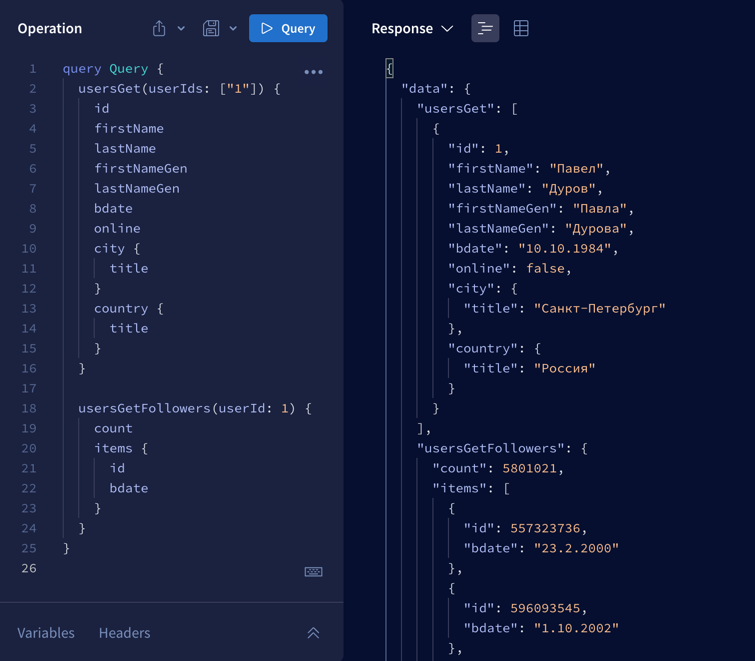 Operation
Query
1 query Query {
2 usersGet(userIds: ["1"]) {
3 id
4 firstName
5 lastName
6 firstNameGen
7 lastNameGen
8 bdate
9 online
10 city {
11 title
12 }
13 country {
14 title
15 }
16 }
17
18 usersGetFollowers(userId: 1) {
19 count
20 items {
21 id
22 bdate
23 }
24 }
25 }
26
Variables Headers
Response
{
"data": {
"usersGet": [
{
"id": 1,
"firstName": "Павел",
"lastName": "Дуров",
"firstNameGen": "Павла",
"lastNameGen": "Дурова",
"bdate": "10.10.1984",
"online": false,
"city": {
"title": "Санкт-Петербург"
},
"country": {
"title": "Россия"
}
}
],
"usersGetFollowers": {
"count": 5801021,
"items": [
{
"id": 557323736,
"bdate": "23.2.2000"
},
{
"id": 596093545,
"bdate": "1.10.2002"
},